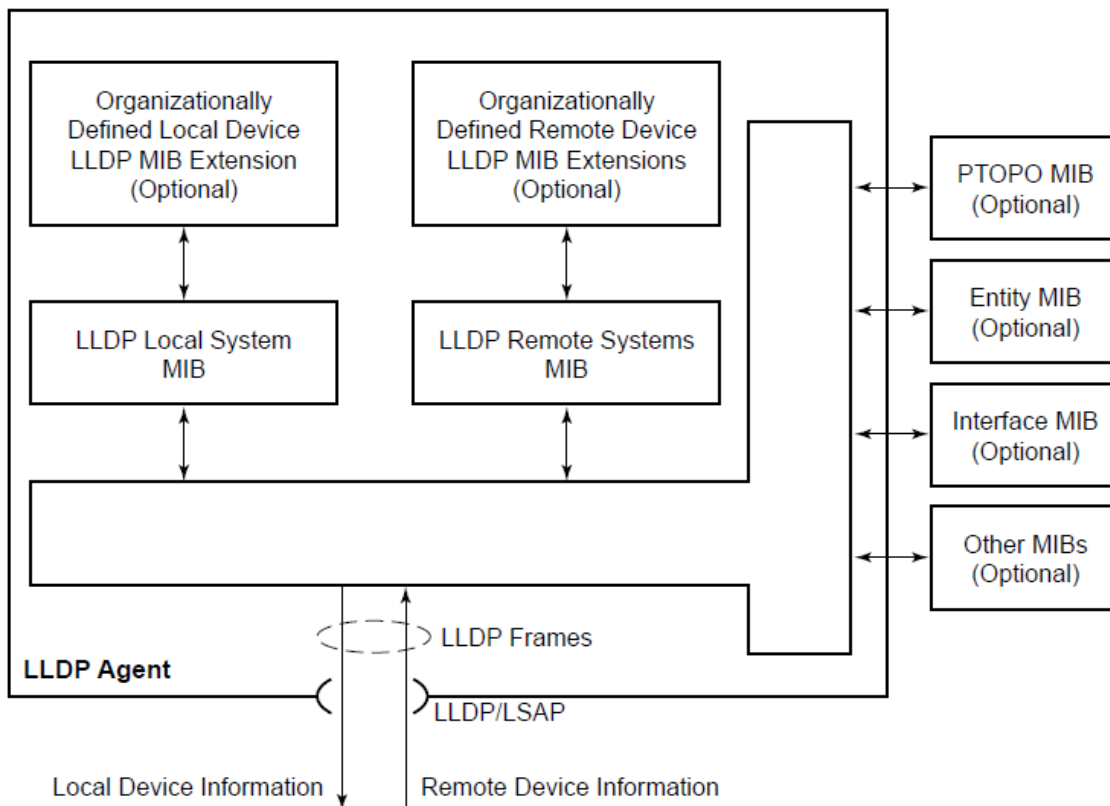 Organizationally
Defined Local Device
LLDP MIB Extension
(Optional)
Organizationally
Defined Remote Device
LLDP MIB Extensions
(Optional)
PTOPO MIB
(Optional)
Entity MIB
(Optional)
LLDP Local System
MIB
LLDP Remote Systems
MIB
Interface MIB
(Optional)
Other MIBs
(Optional)
LLDP Frames
LLDP Agent
LLDP/LSAP
Local Device Information
Remote Device Information